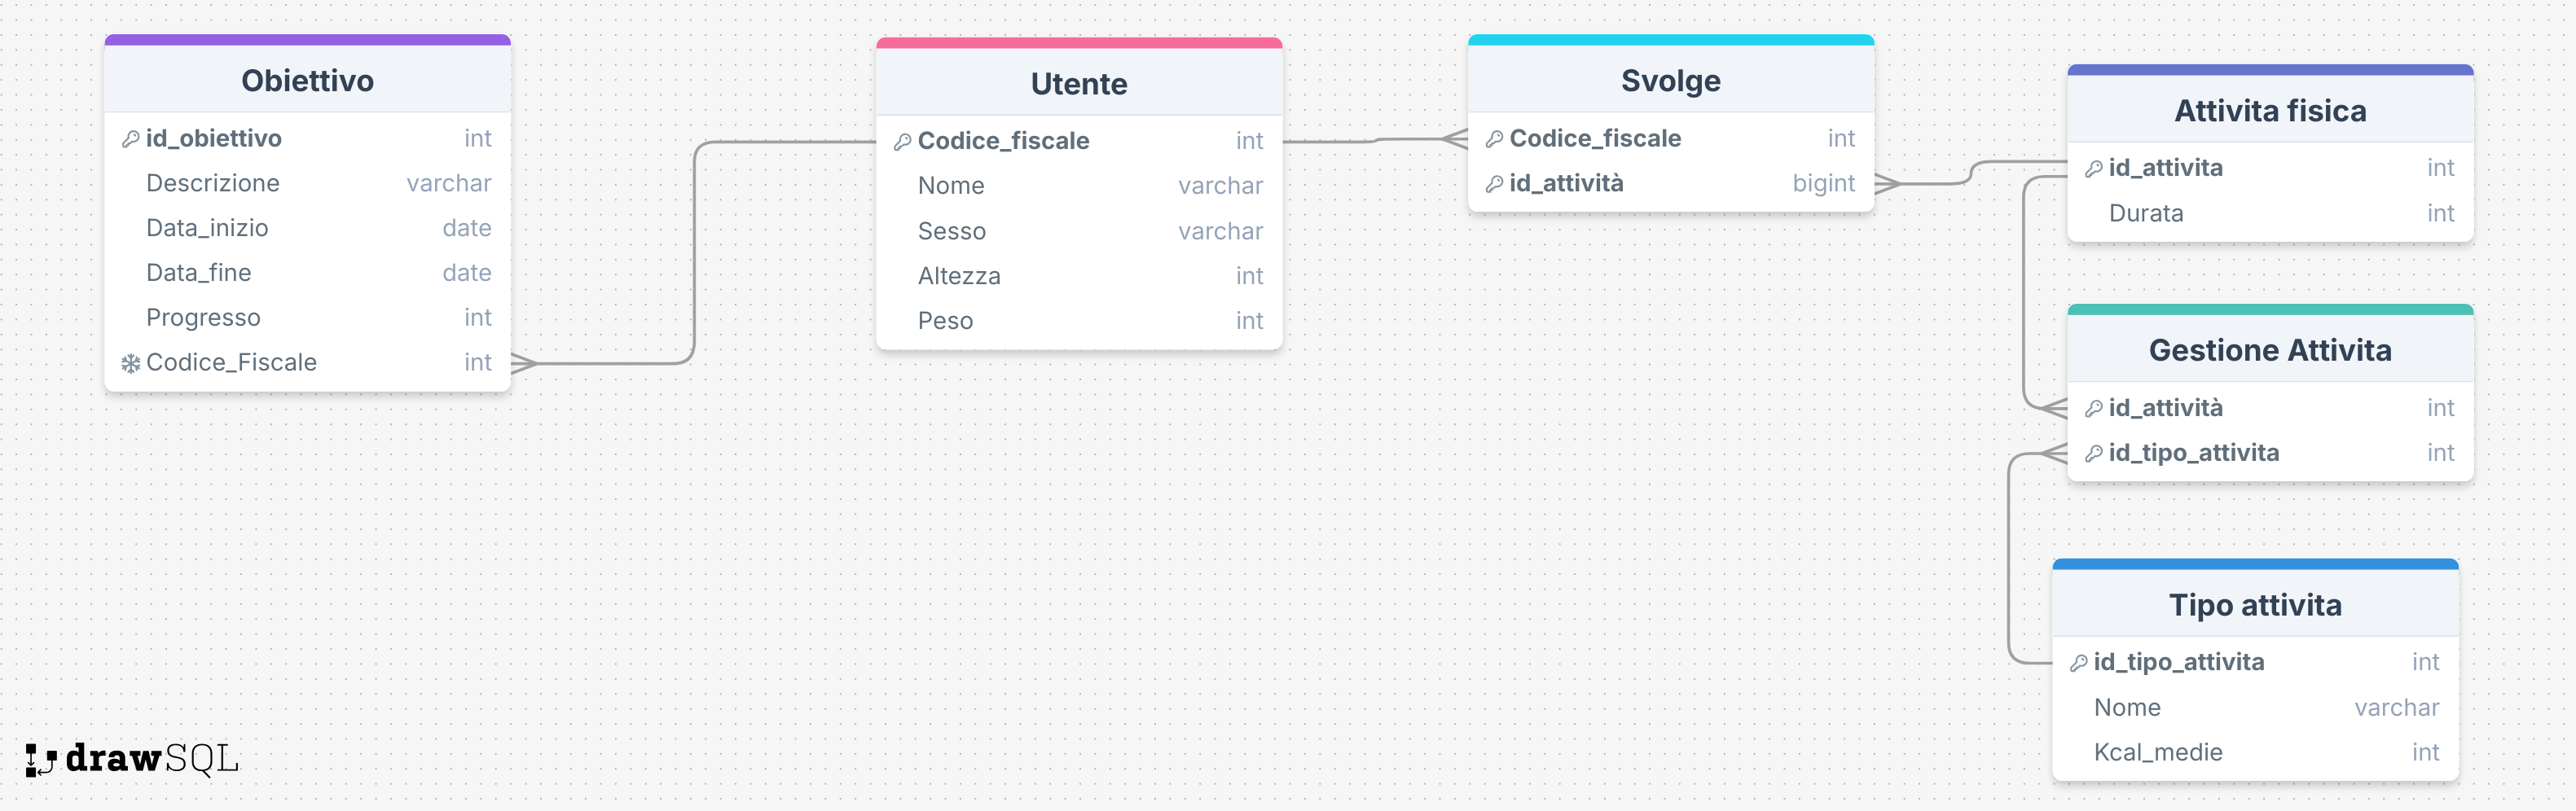 Obiettivo
id_obiettivo int
Descrizione varchar
Data_inizio date
Data_fine date
Progresso int
Codice_Fiscale int
Utente
Codice_fiscale int
Nome varchar
Sesso varchar
Altezza int
Peso int
Svolge
Codice_fiscale int
id_attività bigint
Attivita fisica
id_attivita int
Durata int
Gestione Attivita
id_attività int
id_tipo_attivita int
Tipo attivita
id_tipo_attivita int
Nome varchar
Kcal_medie int
drawSQL